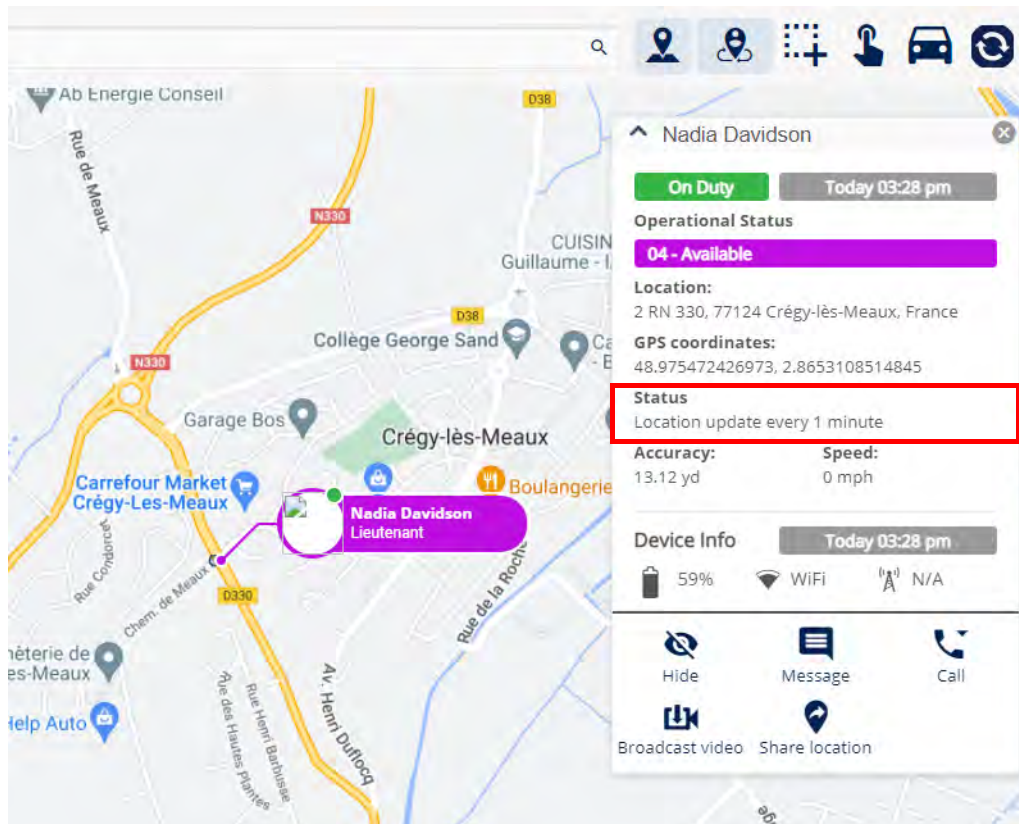 Ab Energie Conseil
D38
Rue de Meaux
N330
CUISIN
Guillaume - I
D38
Collège George Sand
Ca
- E
N330
Garage Bos
Crégy-lès-Meaux
Carrefour Market
Crégy-Les-Meaux
Boulangerie
Nadia Davidson
Lieutenant
Rue Condorcet
Chem. de Meaux
D330
Rue de la Roche
nèterie de
es-Meaux
Help Auto
Rue des Hautes Plantes
Rue Henri Barbusse
Av. Henri Duflocq
Nadia Davidson
On Duty
Today 03:28 pm
Operational Status
04 - Available
Location:
2 RN 330, 77124 Crégy-lès-Meaux, France
GPS coordinates:
48.975472426973, 2.8653108514845
Status
Location update every 1 minute
Accuracy:
Speed:
13.12 yd
0 mph
Device Info
Today 03:28 pm
59%
WiFi
N/A
Hide
Message
Call
Broadcast video
Share location